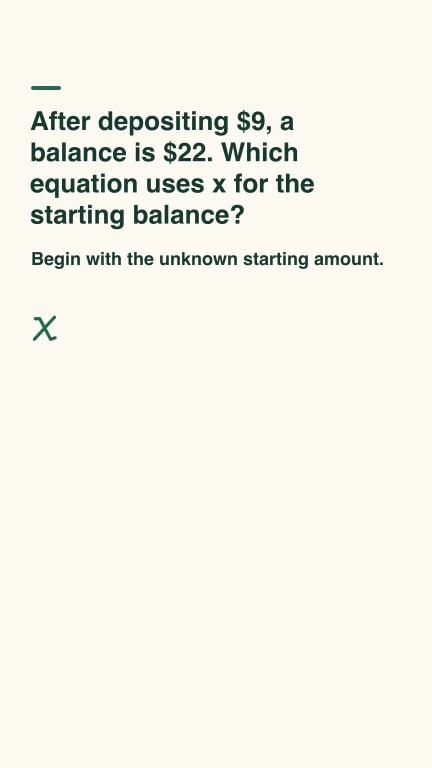 After depositing $9, a
balance is $22. Which
equation uses x for the
starting balance?
Begin with the unknown starting amount.
x